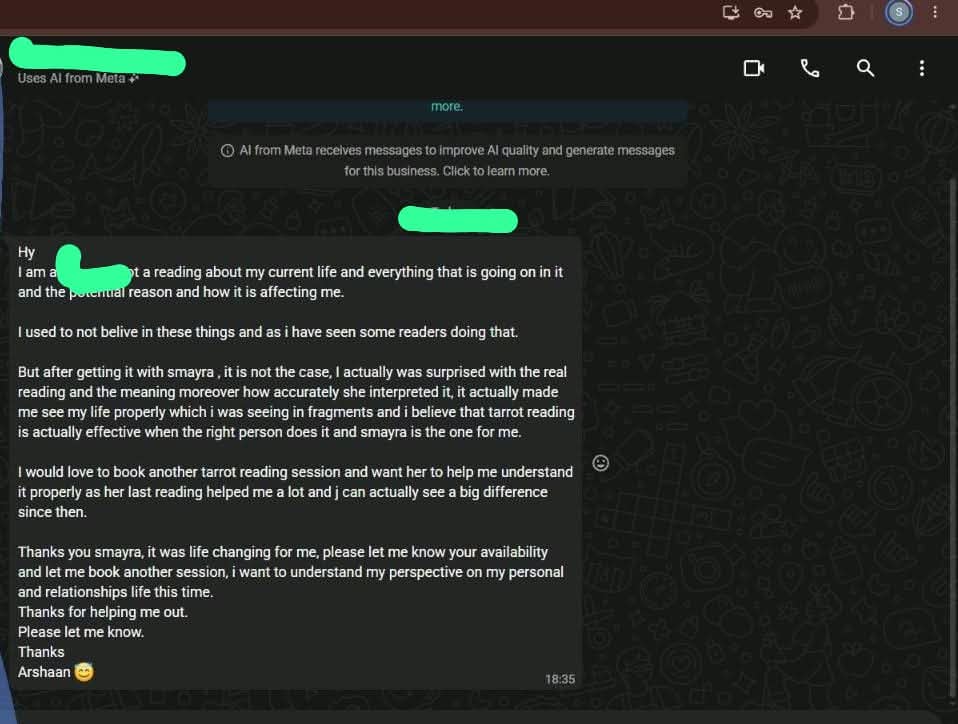 S
Uses AI from Meta
more.
AI from Meta receives messages to improve AI quality and generate messages
for this business. Click to learn more.
Hy
I am a a reading about my current life and everything that is going on in it
and the potential reason and how it is affecting me.
I used to not belive in these things and as i have seen some readers doing that.
But after getting it with smayra , it is not the case, I actually was surprised with the real
reading and the meaning moreover how accurately she interpreted it, it actually made
me see my life properly which i was seeing in fragments and i believe that tarrot reading
is actually effective when the right person does it and smayra is the one for me.
I would love to book another tarrot reading session and want her to help me understand
it properly as her last reading helped me a lot and j can actually see a big difference
since then.
Thanks you smayra, it was life changing for me, please let me know your availability
and let me book another session, i want to understand my perspective on my personal
and relationships life this time.
Thanks for helping me out.
Please let me know.
Thanks
Arshaan 😇
18:35